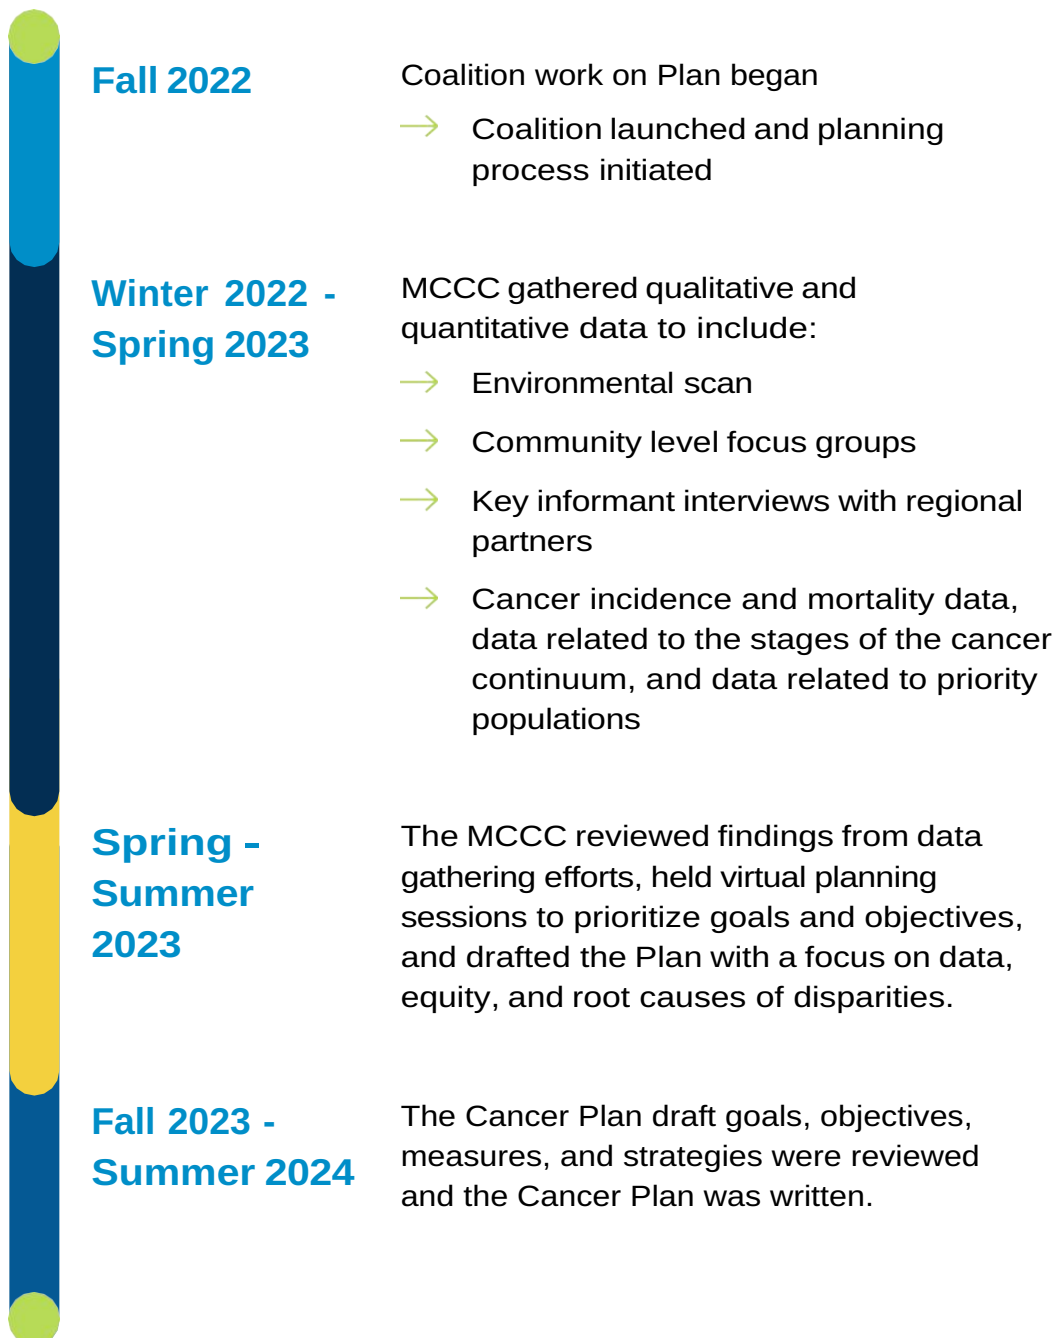 Fall 2022
Coalition work on Plan began
→ Coalition launched and planning
process initiated
Winter 2022 -
Spring 2023
MCCC gathered qualitative and
quantitative data to include:
→ Environmental scan
→ Community level focus groups
→ Key informant interviews with regional
partners
→ Cancer incidence and mortality data,
data related to the stages of the cancer
continuum, and data related to priority
populations
Spring –
Summer
2023
The MCCC reviewed findings from data
gathering efforts, held virtual planning
sessions to prioritize goals and objectives,
and drafted the Plan with a focus on data,
equity, and root causes of disparities.
Fall 2023 -
Summer 2024
The Cancer Plan draft goals, objectives,
measures, and strategies were reviewed
and the Cancer Plan was written.